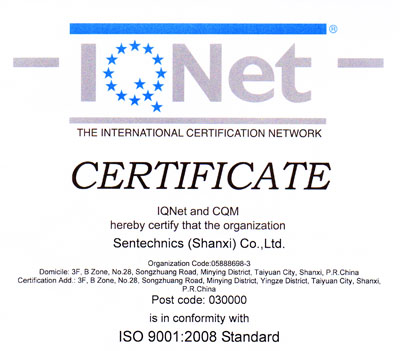 IQNet®
THE INTERNATIONAL CERTIFICATION NETWORK
CERTIFICATE
IQNet and CQM
hereby certify that the organization
Sentechnics (Shanxi) Co.,Ltd.
Organization Code:05888698-3
Domicile: 3F, B Zone, No.28, Songzhuang Road, Minying District, Taiyuan City, Shanxi, P.R.China
Certification Add.: 3F, B Zone, No.28, Songzhuang Road, Minying District, Yingze District, Taiyuan City, Shanxi,
P.R.China
Post code: 030000
is in conformity with
ISO 9001:2008 Standard